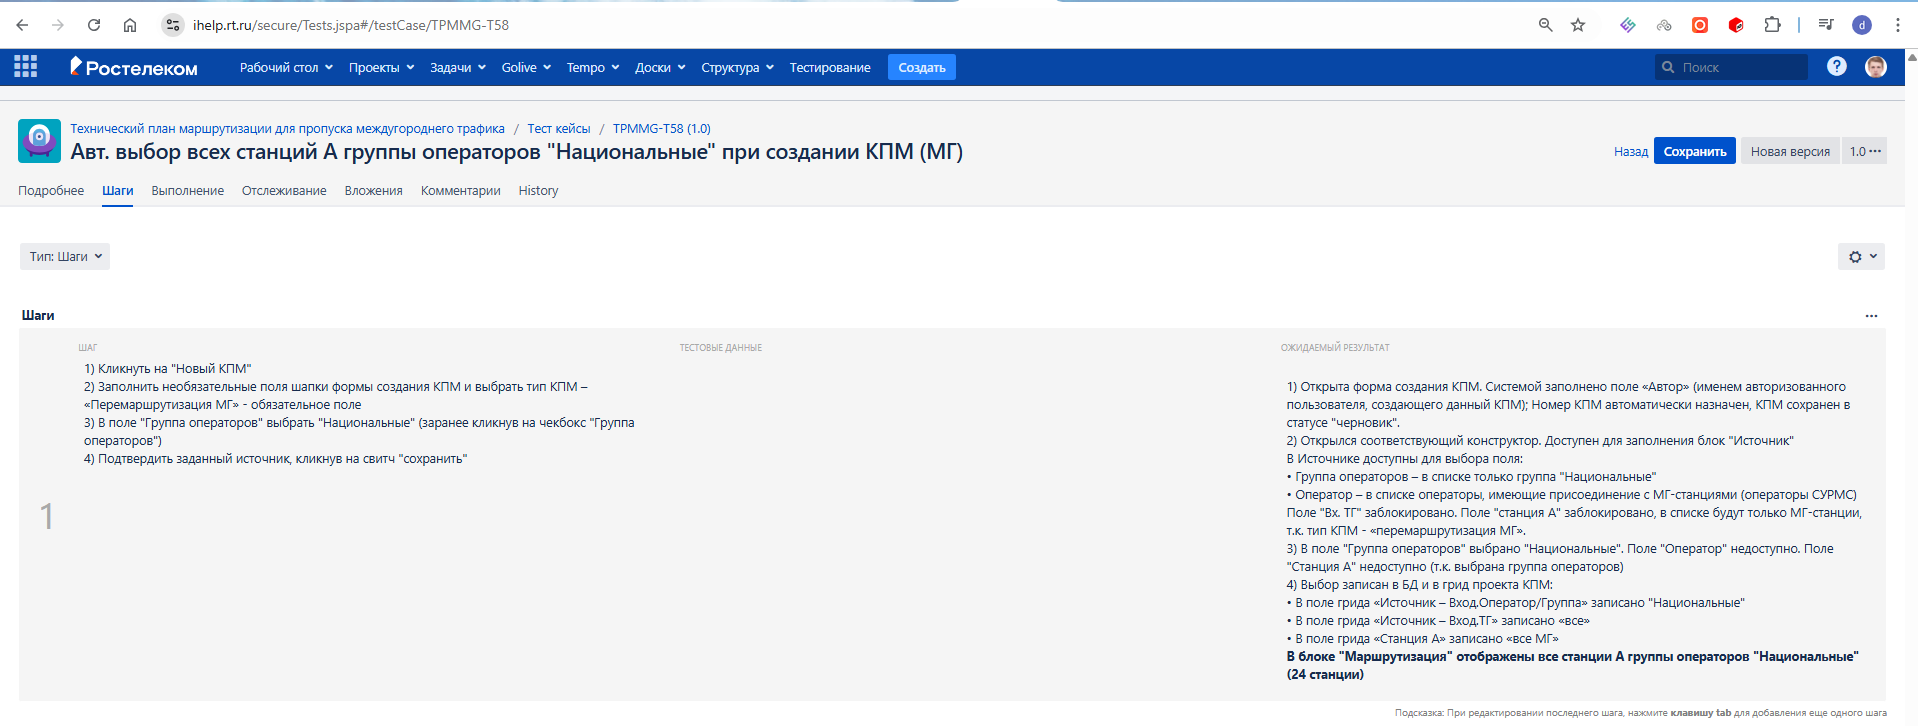 ihelp.rt.ru/secure/Tests.jspa#/testCase/TPMMG-T58
d
Ростелеком
Рабочий стол Проекты Задачи Golive Tempo Доски Структура Тестирование Создать
Поиск
?
Технический план маршрутизации для пропуска междугороднего трафика / Тест кейсы / TPMMG-T58 (1.0)
Авт. выбор всех станций А группы операторов "Национальные" при создании КПМ (МГ)
Назад Сохранить Новая версия 1.0 ···
Подробнее Шаги Выполнение Отслеживание Вложения Комментарии History
Тип: Шаги
Шаги
···
ШАГ
ТЕСТОВЫЕ ДАННЫЕ
ОЖИДАЕМЫЙ РЕЗУЛЬТАТ
1
1) Кликнуть на "Новый КПМ"
2) Заполнить необязательные поля шапки формы создания КПМ и выбрать тип КПМ –
«Перемаршрутизация МГ» - обязательное поле
3) В поле "Группа операторов" выбрать "Национальные" (заранее кликнув на чекбокс "Группа
операторов")
4) Подтвердить заданный источник, кликнув на свитч "сохранить"
1) Открыта форма создания КПМ. Системой заполнено поле «Автор» (именем авторизованного
пользователя, создающего данный КПМ); Номер КПМ автоматически назначен, КПМ сохранен в
статусе "черновик".
2) Открылся соответствующий конструктор. Доступен для заполнения блок "Источник"
В Источнике доступны для выбора поля:
• Группа операторов – в списке только группа "Национальные"
• Оператор – в списке операторы, имеющие присоединение с МГ-станциями (операторы СУРМС)
Поле "Вх. ТГ" заблокировано. Поле "станция А" заблокировано, в списке будут только МГ-станции,
т.к. тип КПМ - «перемаршрутизация МГ».
3) В поле "Группа операторов" выбрано "Национальные". Поле "Оператор" недоступно. Поле
"Станция А" недоступно (т.к. выбрана группа операторов)
4) Выбор записан в БД и в грид проекта КПМ:
• В поле грида «Источник – Вход.Оператор/Группа» записано "Национальные"
• В поле грида «Источник – Вход.ТГ» записано «все»
• В поле грида «Станция А» записано «все МГ»
В блоке "Маршрутизация" отображены все станции А группы операторов "Национальные"
(24 станции)
Подсказка: При редактировании последнего шага, нажмите клавишу tab для добавления еще одного шага